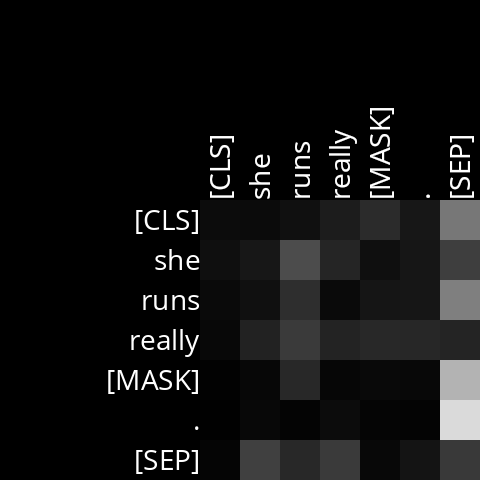 [CLS]
she
runs
really
[MASK]
.
[SEP]
[CLS]
she
runs
really
[MASK]
.
[SEP]